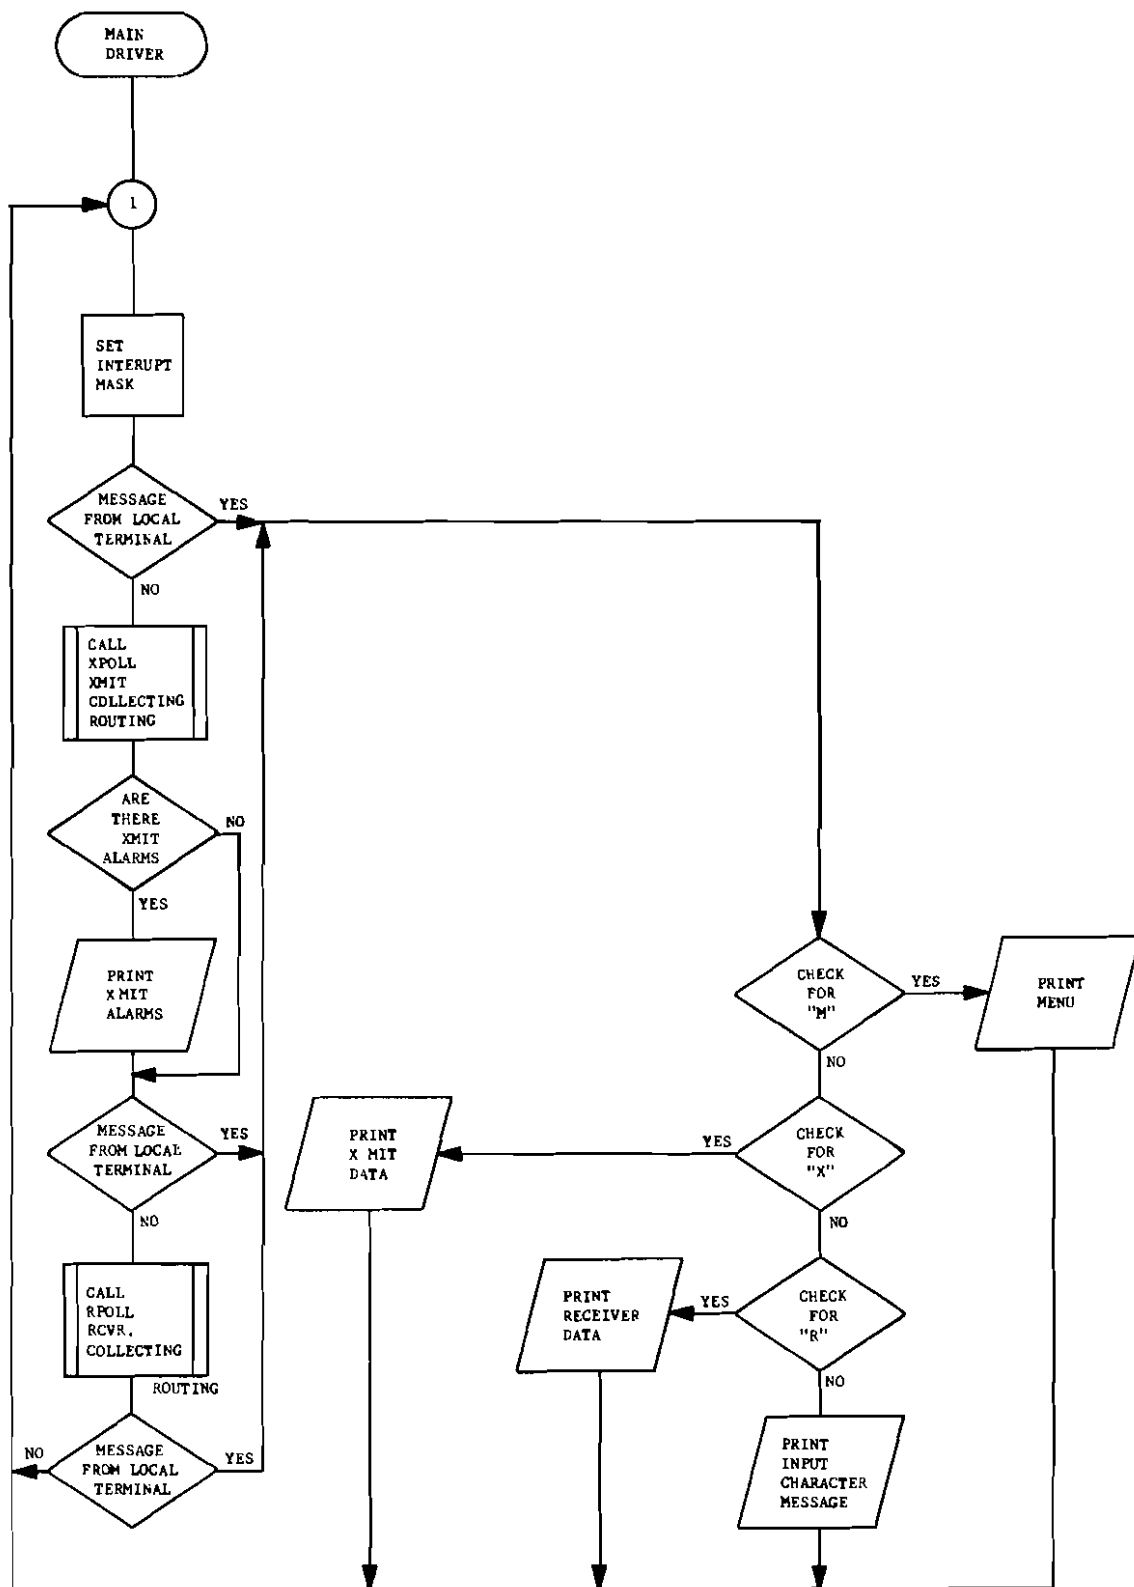 MAIN
DRIVER
1
SET
INTERUPT
MASK
MESSAGE
FROM LOCAL
TERMINAL
YES
NO
CALL
XPOLL
XMIT
CDLLECTING
ROUTING
ARE
THERE
XMIT
ALARMS
NO
YES
PRINT
XMIT
ALARMS
MESSAGE
FROM LOCAL
TERMINAL
YES
NO
CALL
RPOLL
RCVR.
COLLECTING
ROUTING
MESSAGE
FROM LOCAL
TERMINAL
NO
YES
CHECK
FOR
"M"
YES
NO
PRINT
MENU
CHECK
FOR
"X"
YES
NO
PRINT
X MIT
DATA
CHECK
FOR
"R"
YES
NO
PRINT
RECEIVER
DATA
PRINT
INPUT
CHARACTER
MESSAGE